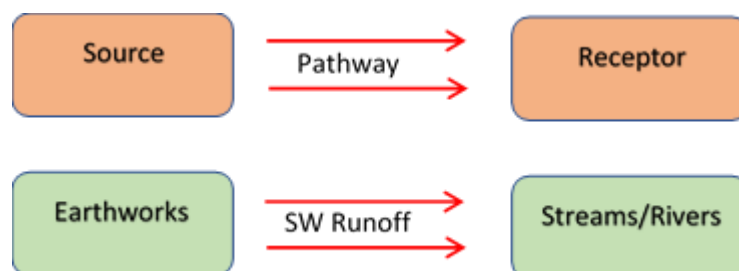 Source
Pathway
Receptor
Earthworks
SW Runoff
Streams/Rivers